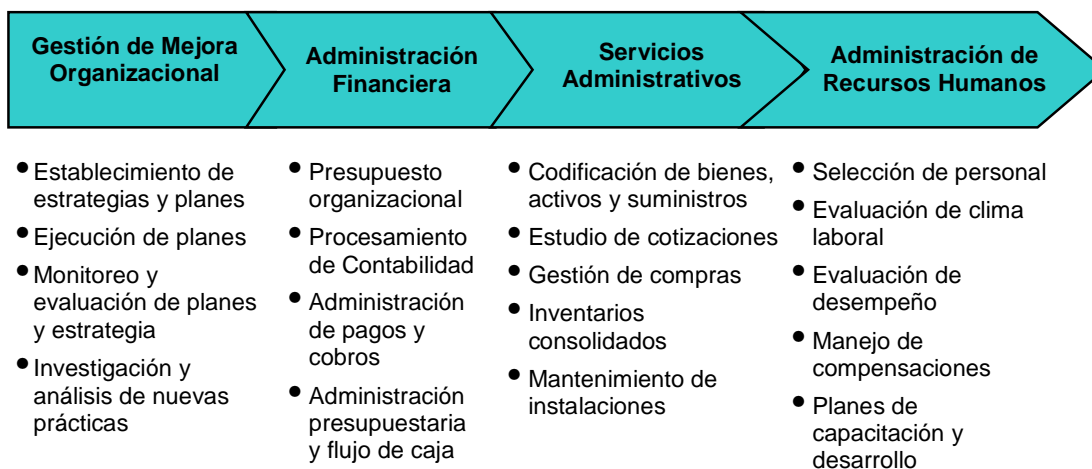 Gestión de Mejora
Organizacional
Administración
Financiera
Servicios
Administrativos
Administración de
Recursos Humanos
• Establecimiento de
estrategias y planes
• Ejecución de planes
• Monitoreo y
evaluación de planes
y estrategia
• Investigación y
análisis de nuevas
prácticas
• Presupuesto
organizacional
• Procesamiento
de Contabilidad
• Administración
de pagos y
cobros
• Administración
presupuestaria
y flujo de caja
• Codificación de bienes,
activos y suministros
• Estudio de cotizaciones
• Gestión de compras
• Inventarios
consolidados
• Mantenimiento de
instalaciones
• Selección de personal
• Evaluación de clima
laboral
• Evaluación de
desempeño
• Manejo de
compensaciones
• Planes de
capacitación y
desarrollo